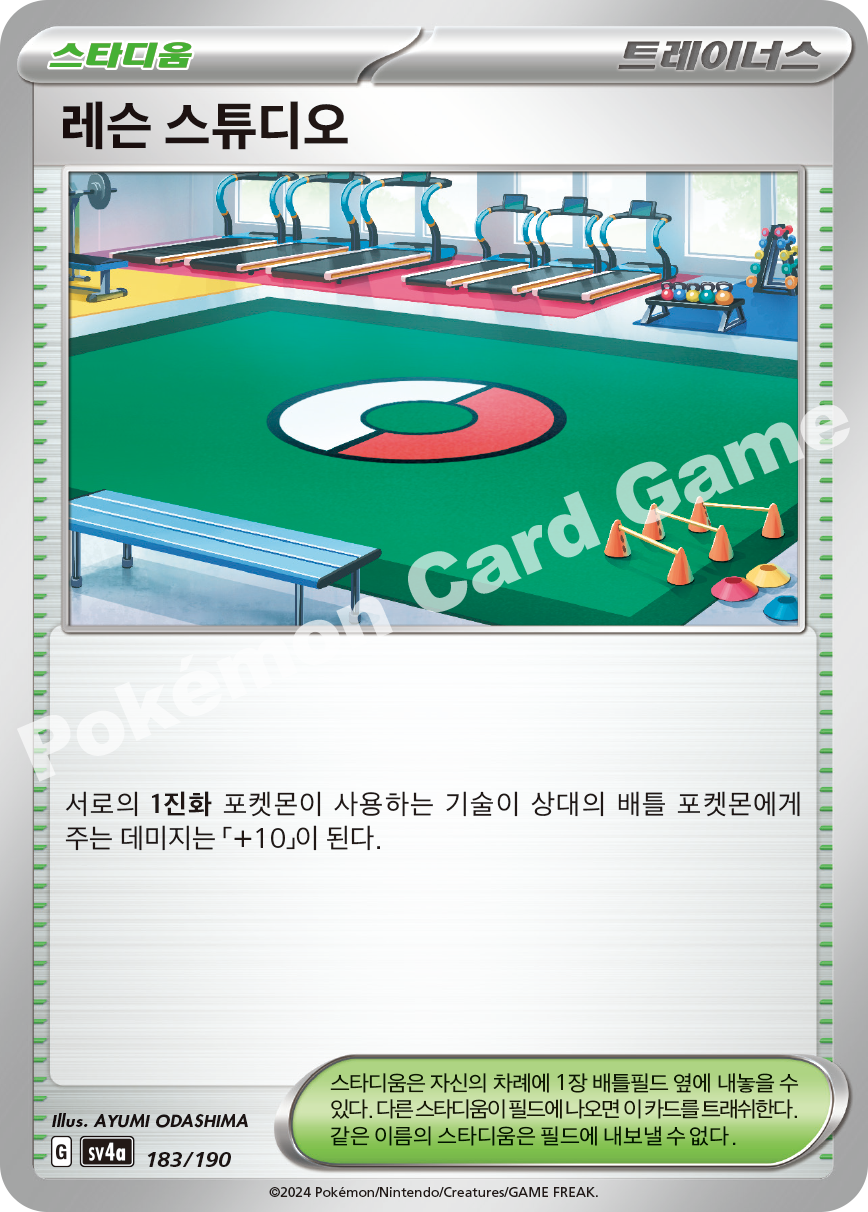 스타디움
트레이너스
레슨 스튜디오
Pokémon Card Game
서로의 1진화 포켓몬이 사용하는 기술이 상대의 배틀 포켓몬에게
주는 데미지는 「+10」이 된다.
스타디움은 자신의 차례에 1장 배틀필드 옆에 내놓을 수
있다. 다른 스타디움이 필드에 나오면 이 카드를 트래쉬한다.
같은 이름의 스타디움은 필드에 내보낼 수 없다.
Illus. AYUMI ODASHIMA
G sv4a 183/190
©2024 Pokémon/Nintendo/Creatures/GAME FREAK.